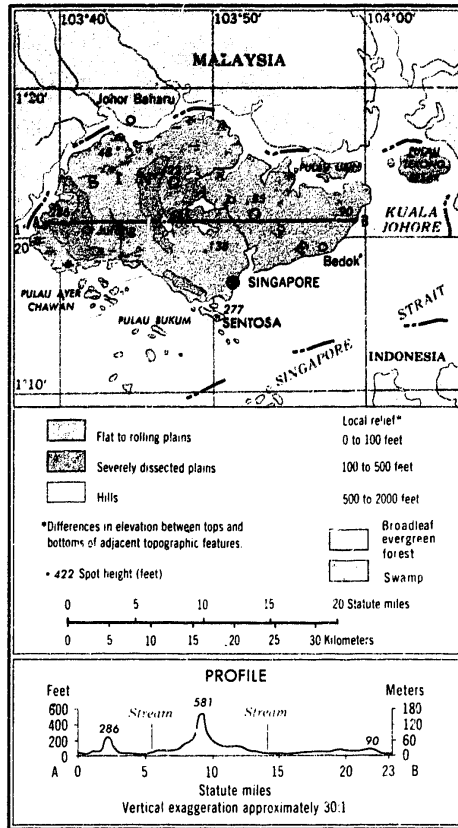 103°40' 103°50' 104°00'
MALAYSIA
1°20'
Johor Baharu
PULAU UBIN
PULAU TEKONG BESAR
KUALA
JOHORE
Bedok
SINGAPORE
277
SENTOSA
PULAU AYER
CHAWAN
PULAU BUKUM
STRAIT
SINGAPORE
INDONESIA
1°10'
Local relief*
Flat to rolling plains 0 to 100 feet
Severely dissected plains 100 to 500 feet
Hills 500 to 2000 feet
*Differences in elevation between tops and
bottoms of adjacent topographic features.
Broadleaf
evergreen
forest
Swamp
• 422 Spot height (feet)
0 5 10 15 20 Statute miles
0 5 10 15 20 25 30 Kilometers
PROFILE
Feet Meters
600 400 200 0
581
286
Stream Stream
90
180 120 60 0
A 0 5 10 15 20 23 B
Statute miles
Vertical exaggeration approximately 30:1